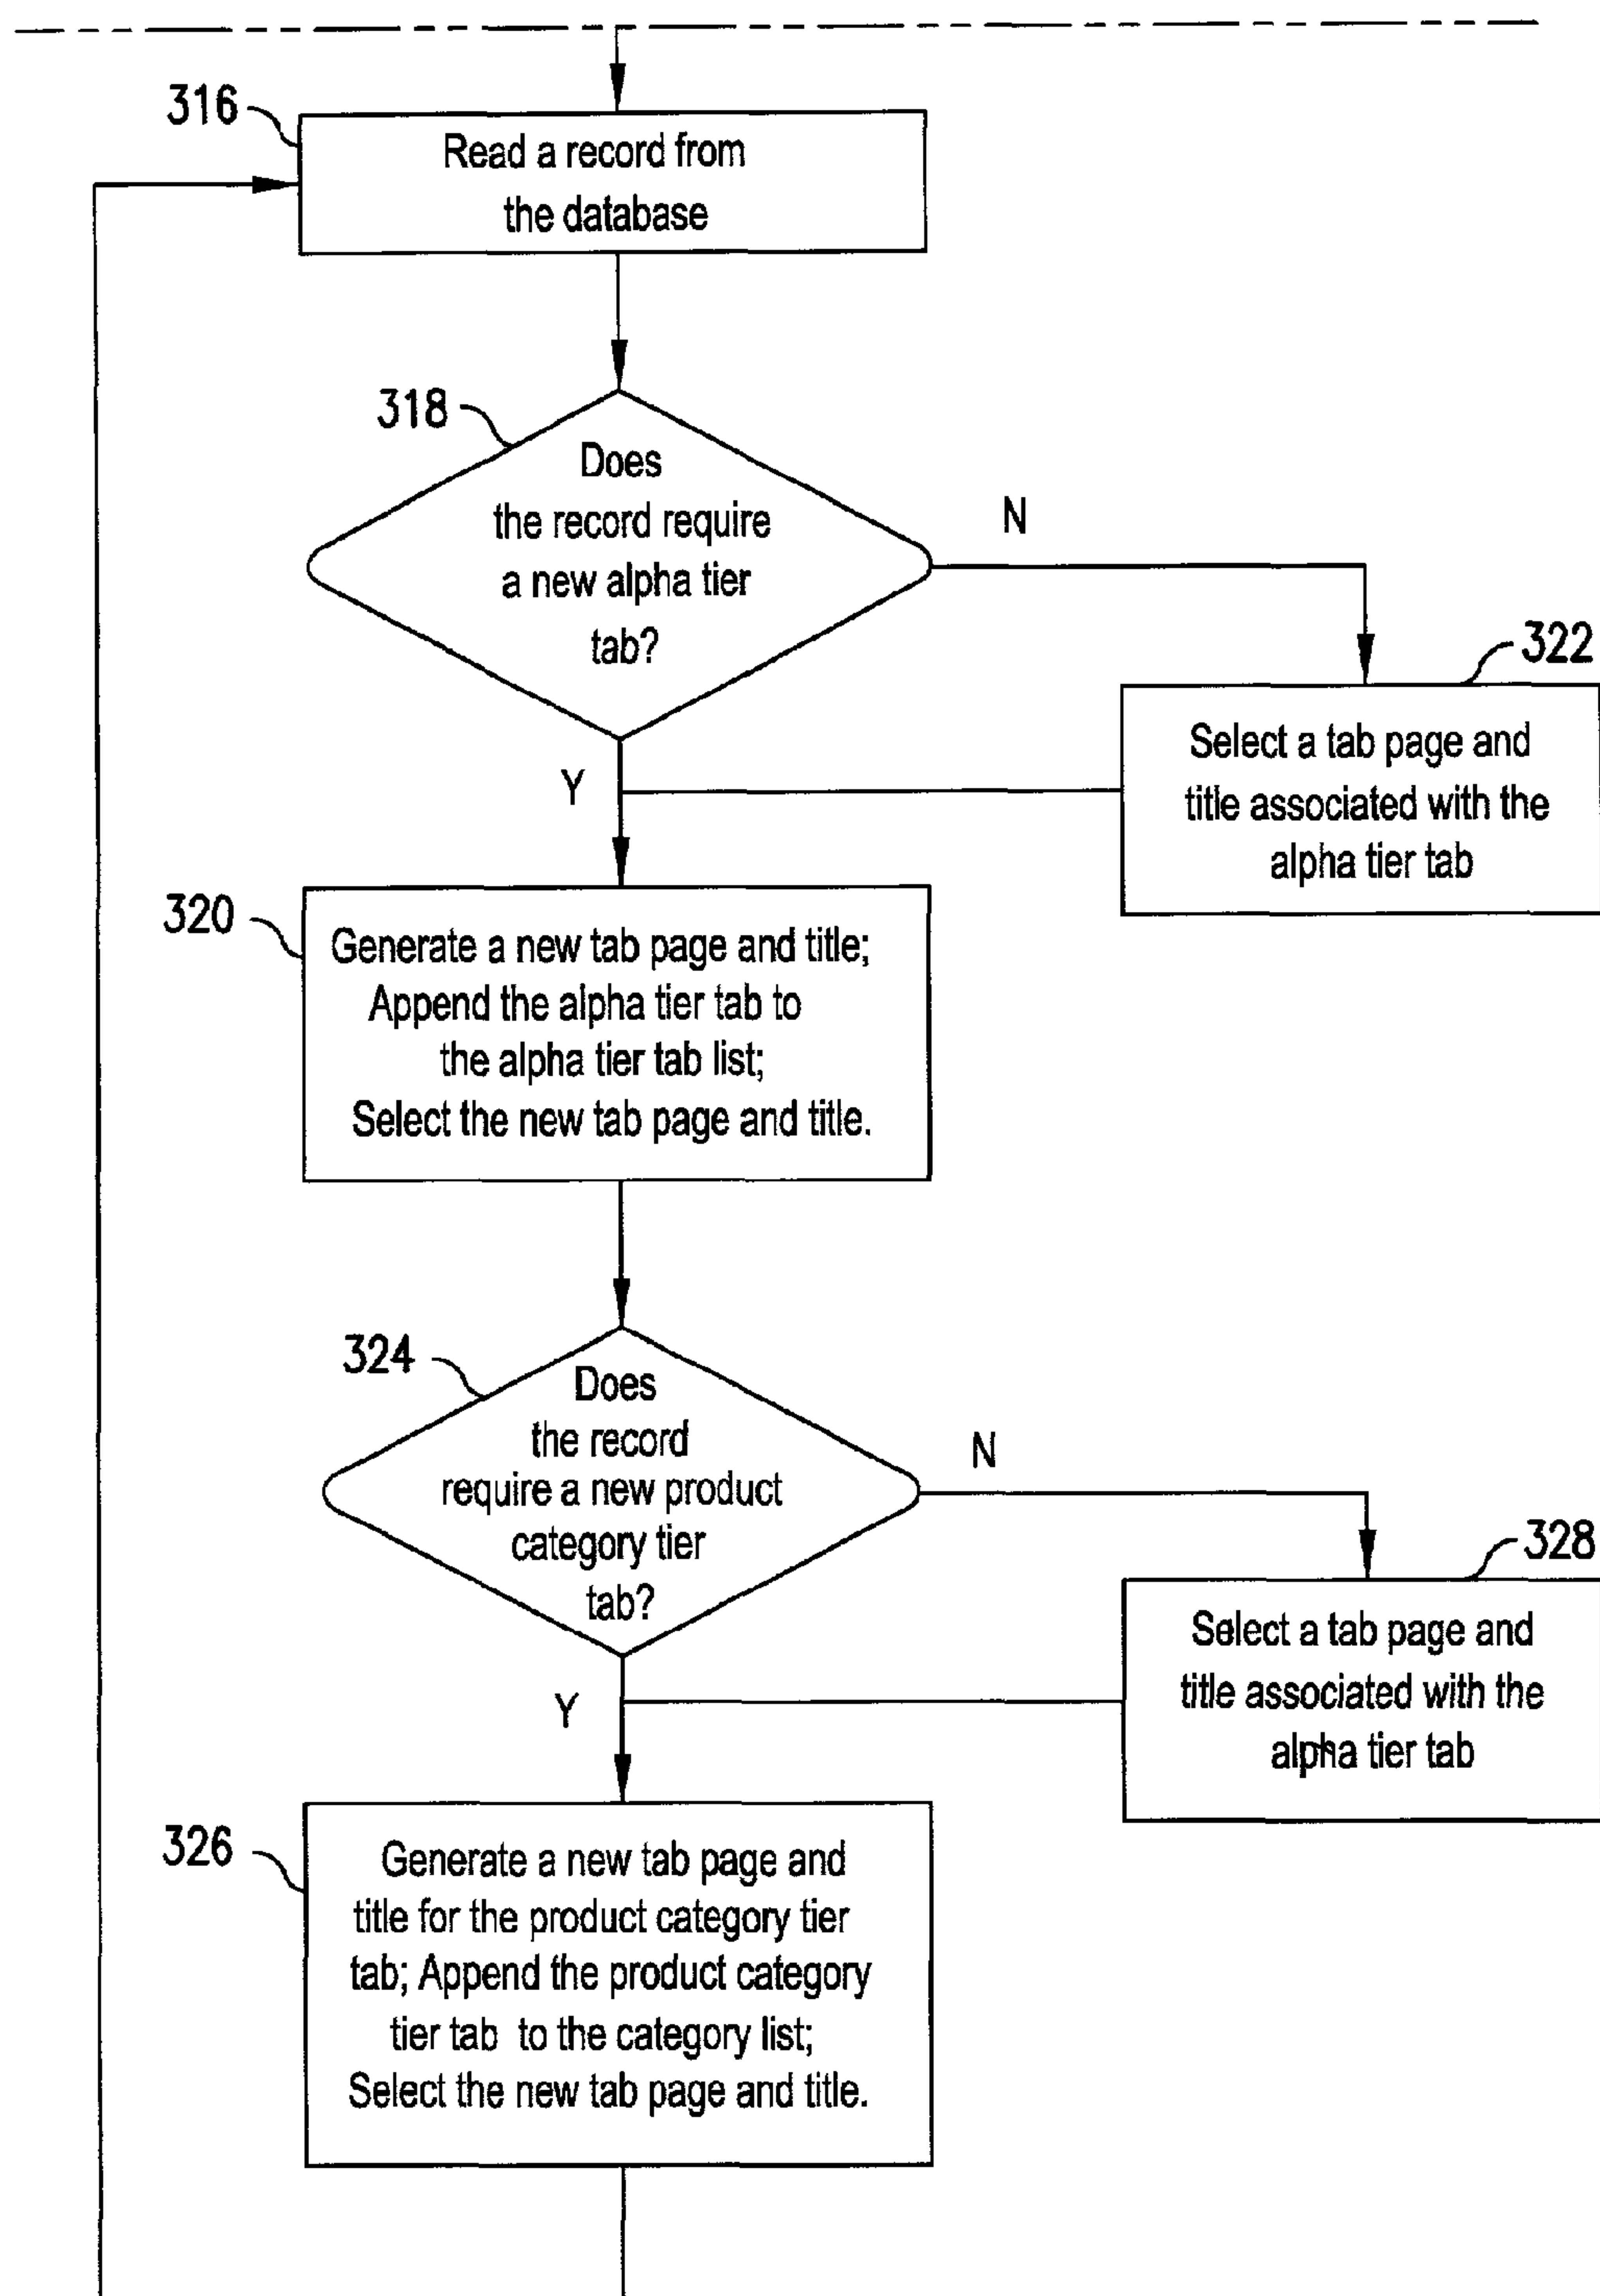 316
Read a record from
the database
318
Does
the record require
a new alpha tier
tab?
N
322
Select a tab page and
title associated with the
alpha tier tab
Y
320
Generate a new tab page and title;
Append the alpha tier tab to
the alpha tier tab list;
Select the new tab page and title.
324
Does
the record
require a new product
category tier
tab?
N
328
Select a tab page and
title associated with the
alpha tier tab
Y
326
Generate a new tab page and
title for the product category tier
tab; Append the product category
tier tab to the category list;
Select the new tab page and title.